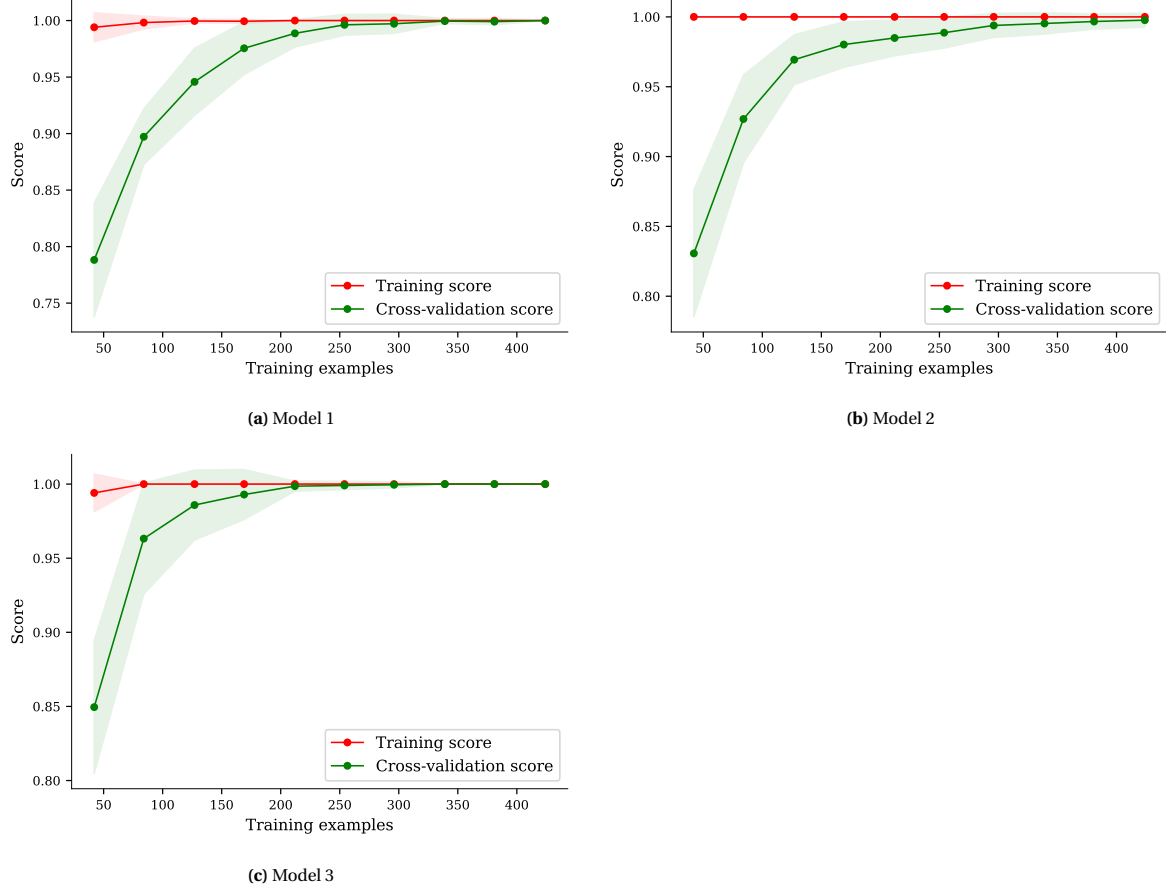 1.00
0.95
0.90
0.85
0.80
0.75
Score
50 100 150 200 250 300 350 400
Training examples
Training score
Cross-validation score
(a) Model 1
1.00
0.95
0.90
0.85
0.80
Score
50 100 150 200 250 300 350 400
Training examples
Training score
Cross-validation score
(b) Model 2
1.00
0.95
0.90
0.85
0.80
Score
50 100 150 200 250 300 350 400
Training examples
Training score
Cross-validation score
(c) Model 3